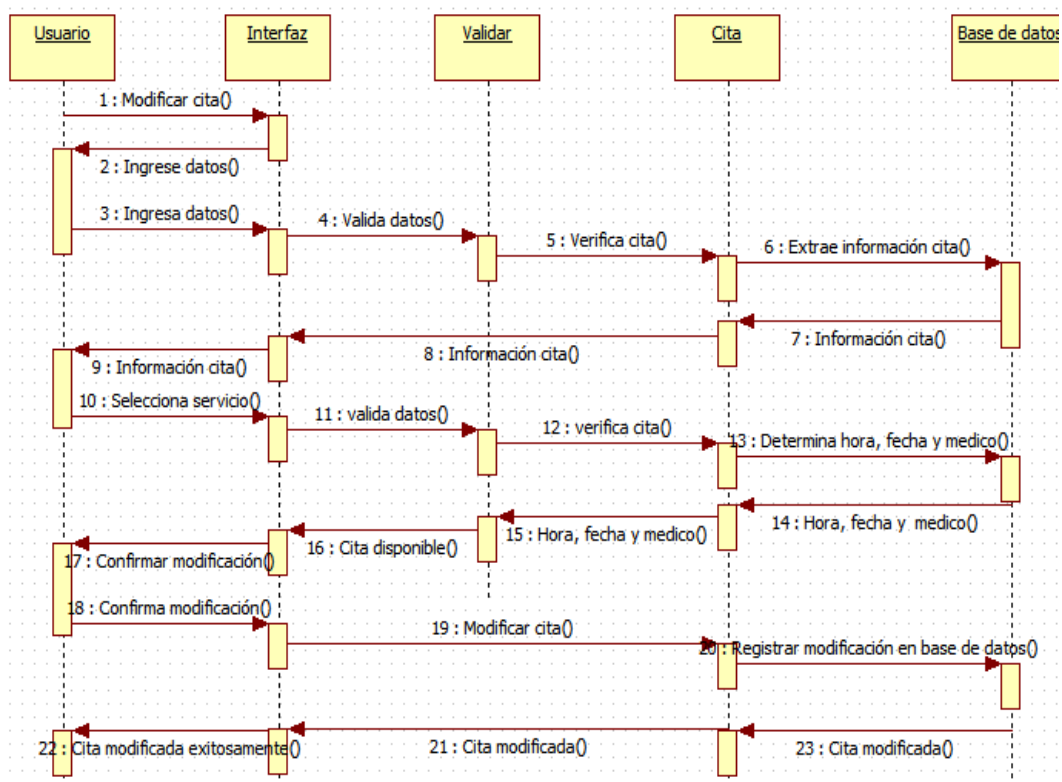 Usuario
Interfaz
Validar
Cita
Base de datos
1 : Modificar cita()
2 : Ingrese datos()
3 : Ingresa datos()
4 : Valida datos()
5 : Verifica cita()
6 : Extrae información cita()
7 : Información cita()
8 : Información cita()
9 : Información cita()
10 : Selecciona servicio()
11 : valida datos()
12 : verifica cita()
13 : Determina hora, fecha y medico()
14 : Hora, fecha y medico()
15 : Hora, fecha y medico()
16 : Cita disponible()
17 : Confirmar modificación()
18 : Confirma modificación()
19 : Modificar cita()
20 : Registrar modificación en base de datos()
22 : Cita modificada exitosamente()
21 : Cita modificada()
23 : Cita modificada()